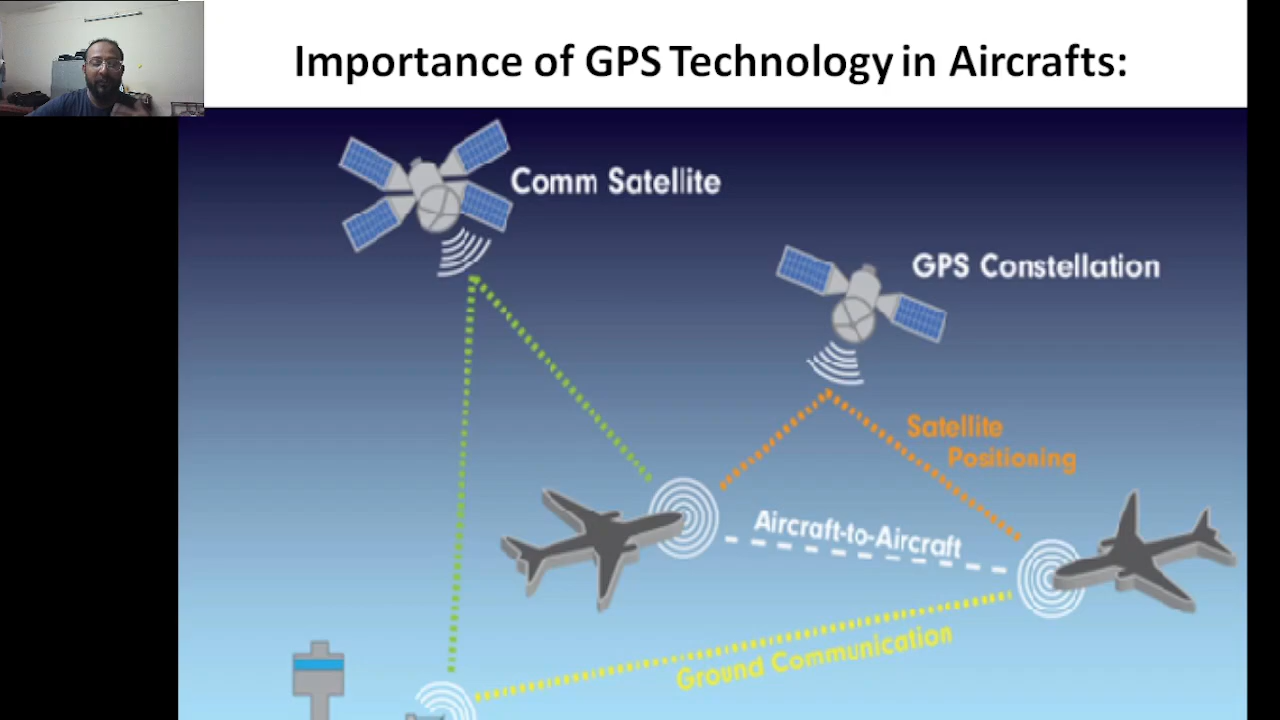 Importance of GPS Technology in Aircrafts:
Comm Satellite
GPS Constellation
Satellite
Positioning
Aircraft-to-Aircraft
Ground Communication